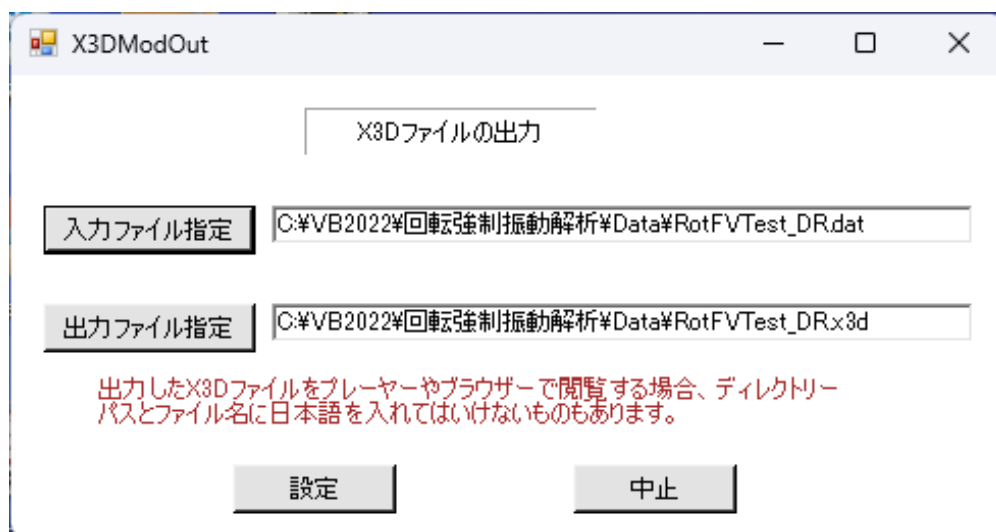 X3DModOut
X3Dファイルの出力
入力ファイル指定
C:¥VB2022¥回転強制振動解析¥Data¥RotFVTest_DR.dat
出力ファイル指定
C:¥VB2022¥回転強制振動解析¥Data¥RotFVTest_DR.x3d
出力したX3Dファイルをプレーヤーやブラウザーで閲覧する場合、ディレクトリー
パスとファイル名に日本語を入れてはいけないものもあります。
設定
中止